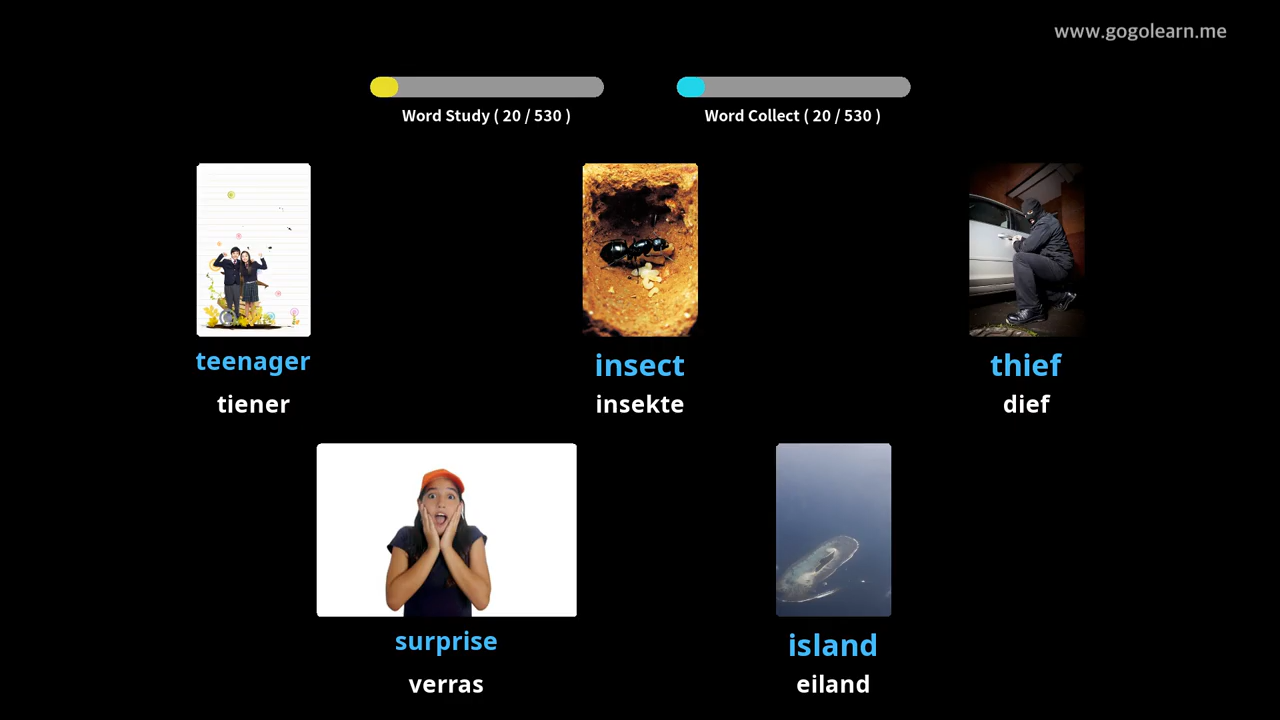 www.gogolearn.me
Word Study ( 20 / 530 )
Word Collect ( 20 / 530 )
teenager
tiener
insect
insekte
thief
dief
surprise
verras
island
eiland